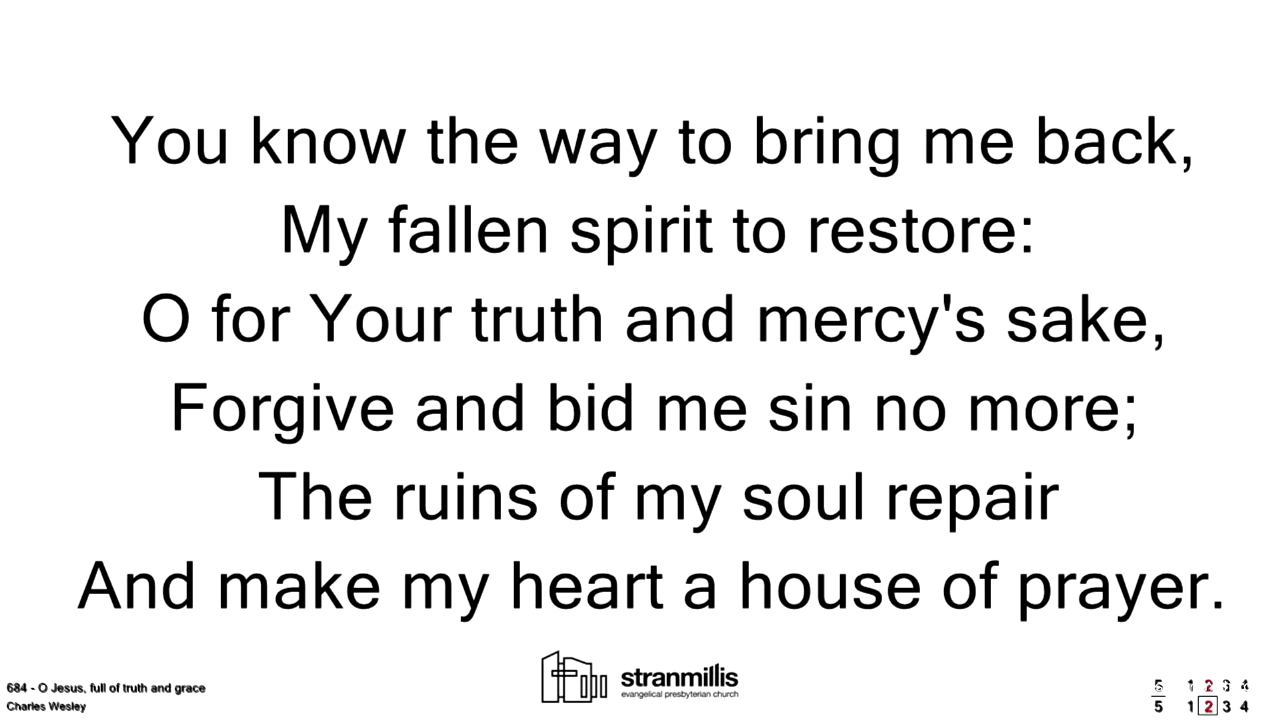 You know the way to bring me back,
My fallen spirit to restore:
O for Your truth and mercy's sake,
Forgive and bid me sin no more;
The ruins of my soul repair
And make my heart a house of prayer.
stranmillis
evangelical presbyterian church
684 - O Jesus, full of truth and grace
Charles Wesley
5 1 2 3 4
5 1 2 3 4